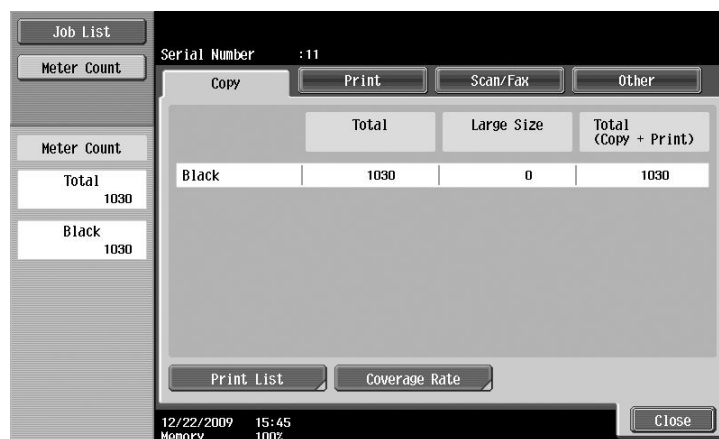 Job List
Meter Count
Meter Count
Total
1030
Black
1030
Serial Number :11
Copy Print Scan/Fax Other
Total Large Size Total
(Copy + Print)
Black 1030 0 1030
Print List Coverage Rate
12/22/2009 15:45
Memory 100%
Close